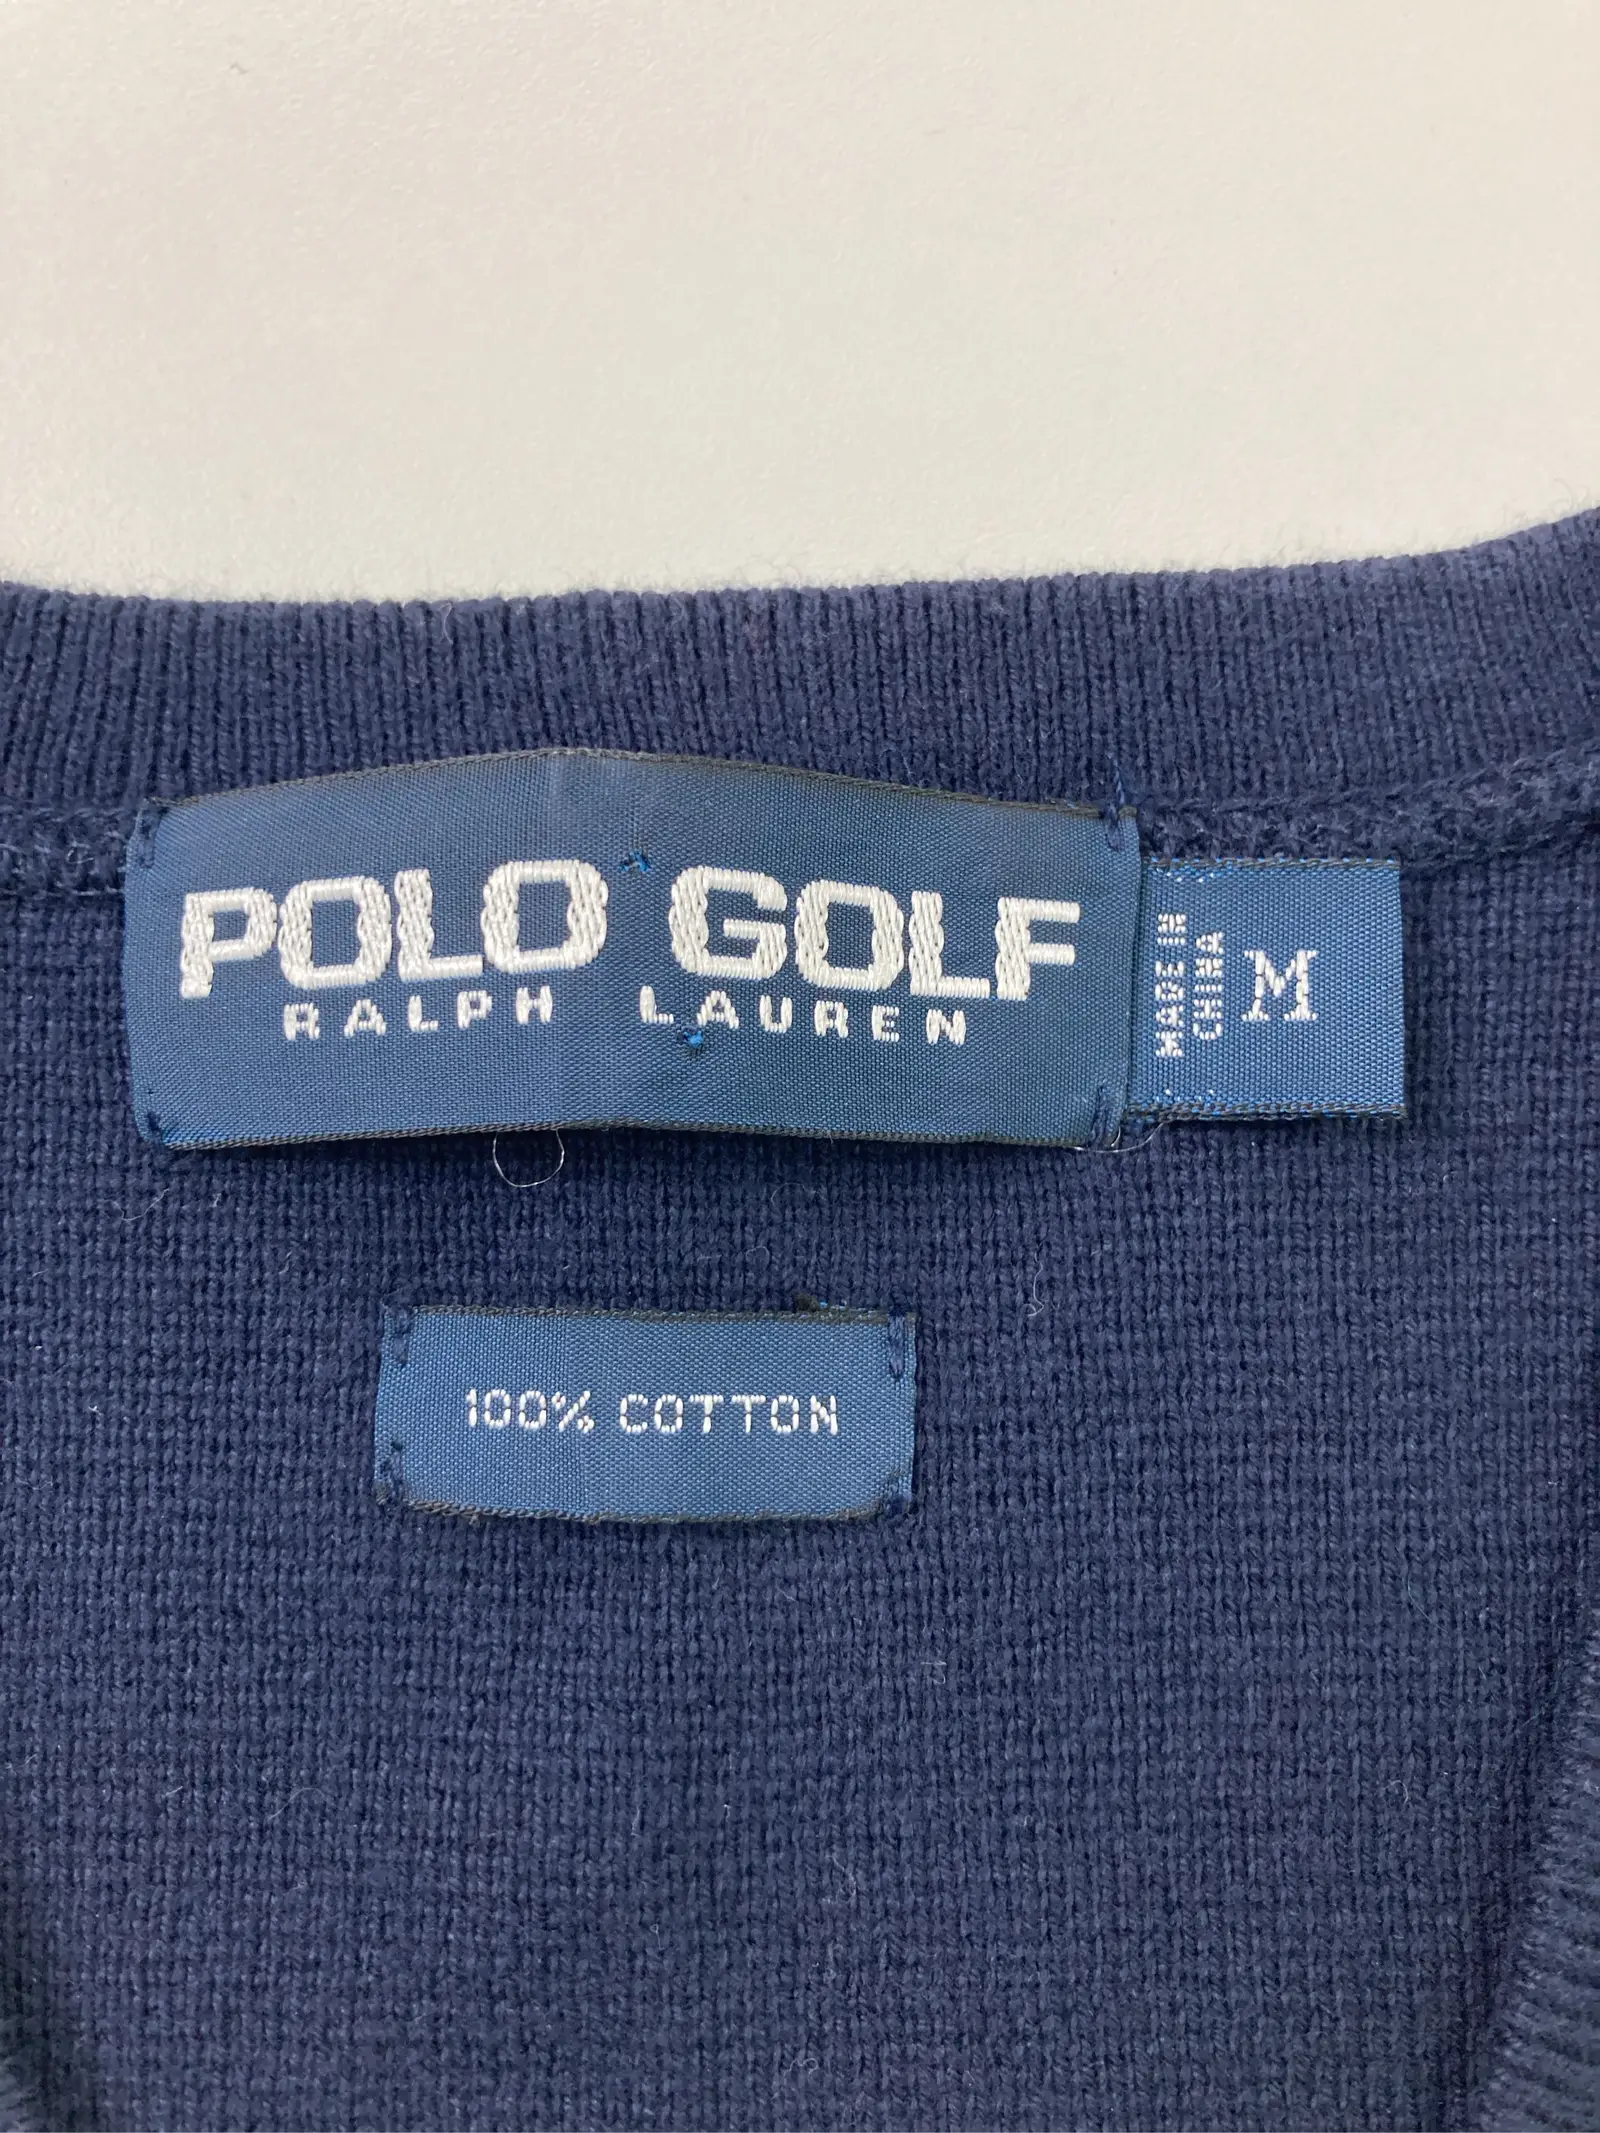 POLO GOLF
RALPH LAUREN
MADE IN
CHINA
M
100% COTTON